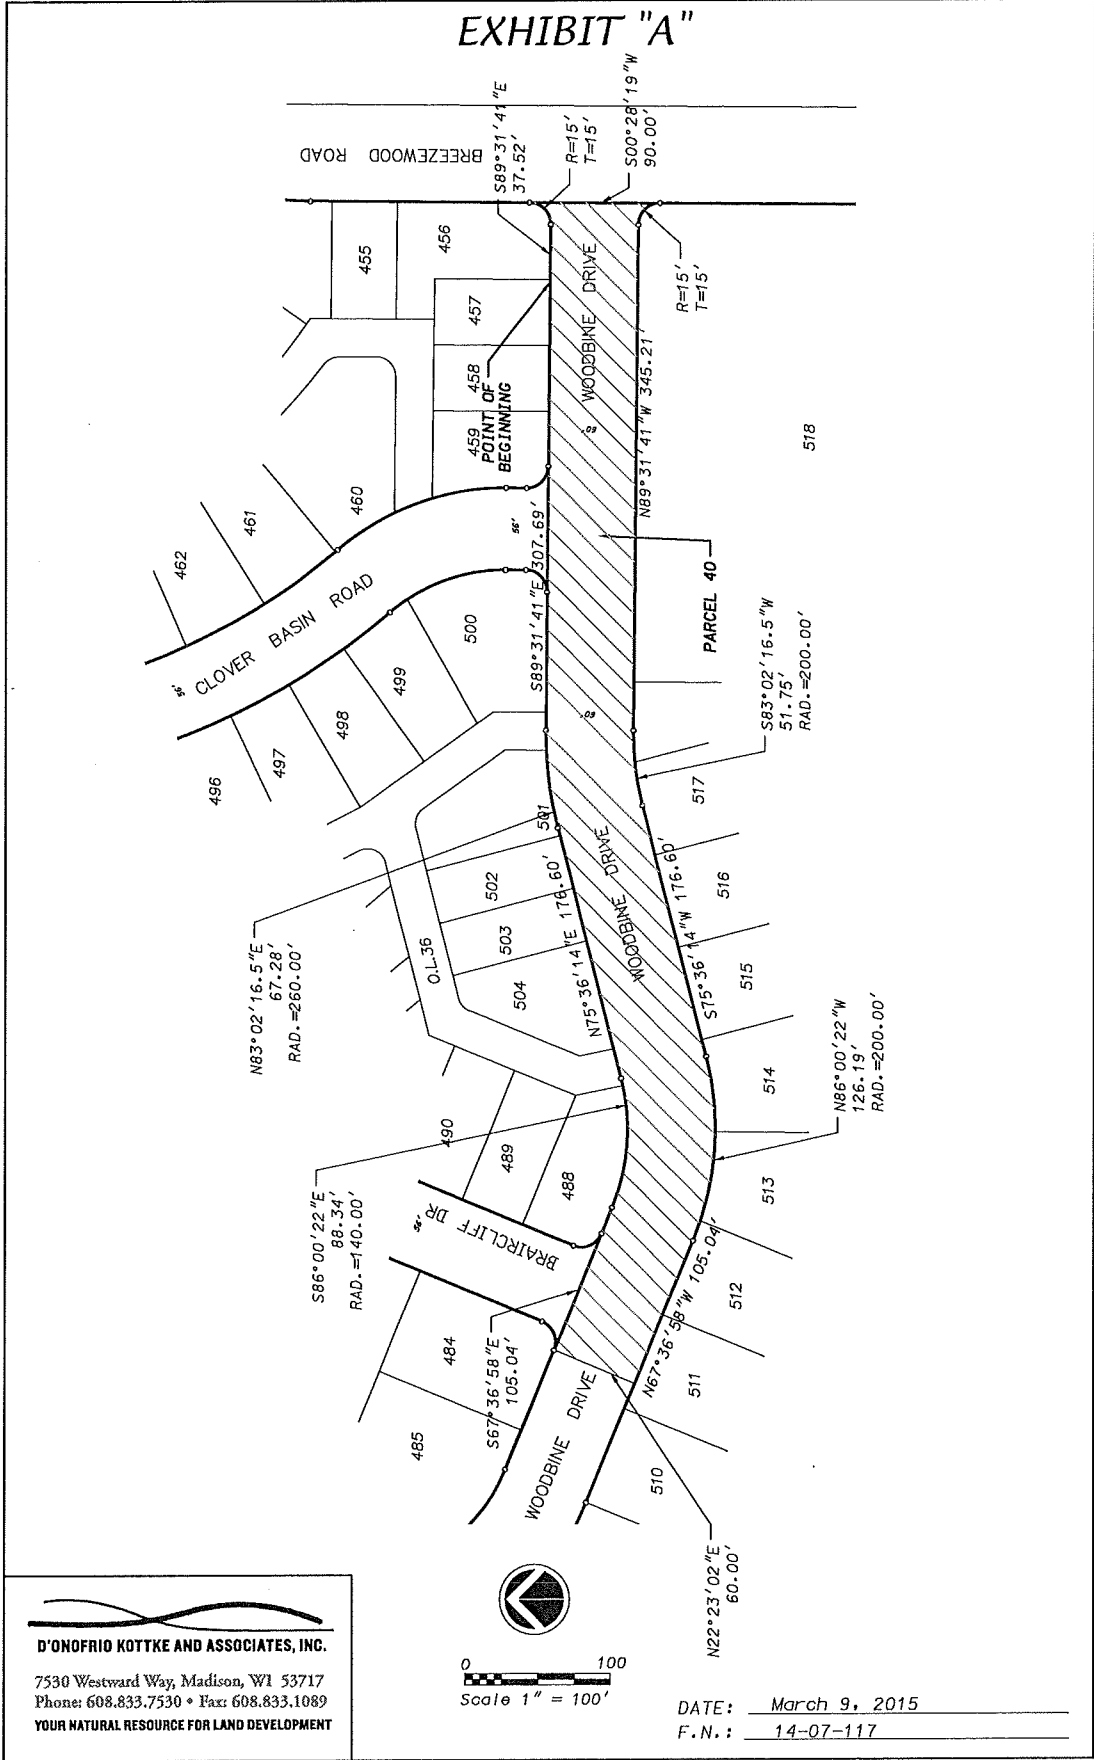 EXHIBIT "A"
BREEZEWOOD ROAD
S89°31'41"E
37.52'
R=15'
T=15'
S00°28'19"W
90.00'
455
456
457
458
459
460
461
462
WOODBINE DRIVE
R=15'
T=15'
POINT OF
BEGINNING
60'
N89°31'41"W 345.21'
518
56'
S89°31'41"E 307.69'
PARCEL 40
CLOVER BASIN ROAD
56'
500
499
498
497
496
60'
S83°02'16.5"W
51.75'
RAD.=200.00'
517
501
502
503
504
O.L.36
N83°02'16.5"E
67.28'
RAD.=260.00'
N75°36'14"E 176.60'
WOODBINE DRIVE
S75°36'14"W 176.60'
516
515
514
513
512
511
510
N86°00'22"W
126.19'
RAD.=200.00'
490
489
488
S86°00'22"E
88.34'
RAD.=140.00'
BRAIRCLIFF DR
56'
484
485
S67°36'58"E
105.04'
N67°36'58"W 105.04'
WOODBINE DRIVE
N22°23'02"E
60.00'
0 100
Scale 1" = 100'
D'ONOFRIO KOTTKE AND ASSOCIATES, INC.
7530 Westward Way, Madison, WI 53717
Phone: 608.833.7530 • Fax: 608.833.1089
YOUR NATURAL RESOURCE FOR LAND DEVELOPMENT
DATE: March 9, 2015
F.N.: 14-07-117